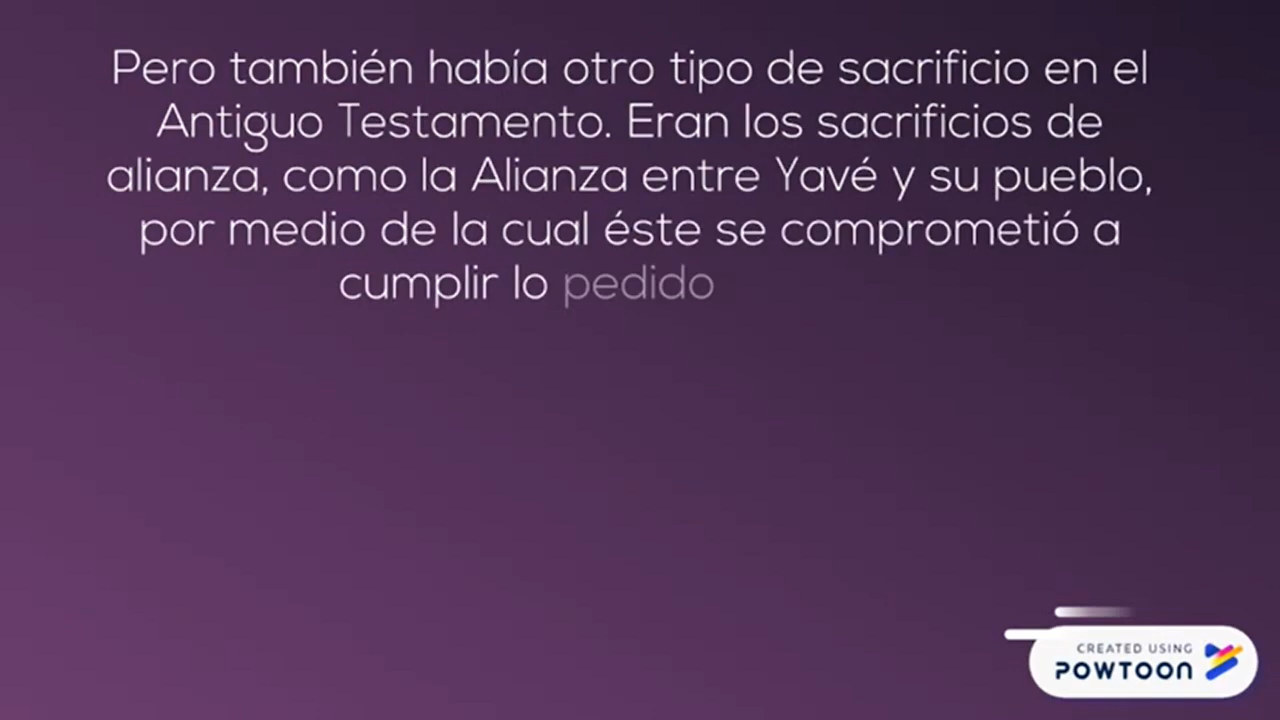 Pero también había otro tipo de sacrificio en el
Antiguo Testamento. Eran los sacrificios de
alianza, como la Alianza entre Yavé y su pueblo,
por medio de la cual éste se comprometió a
cumplir lo pedido
CREATED USING
POWTOON